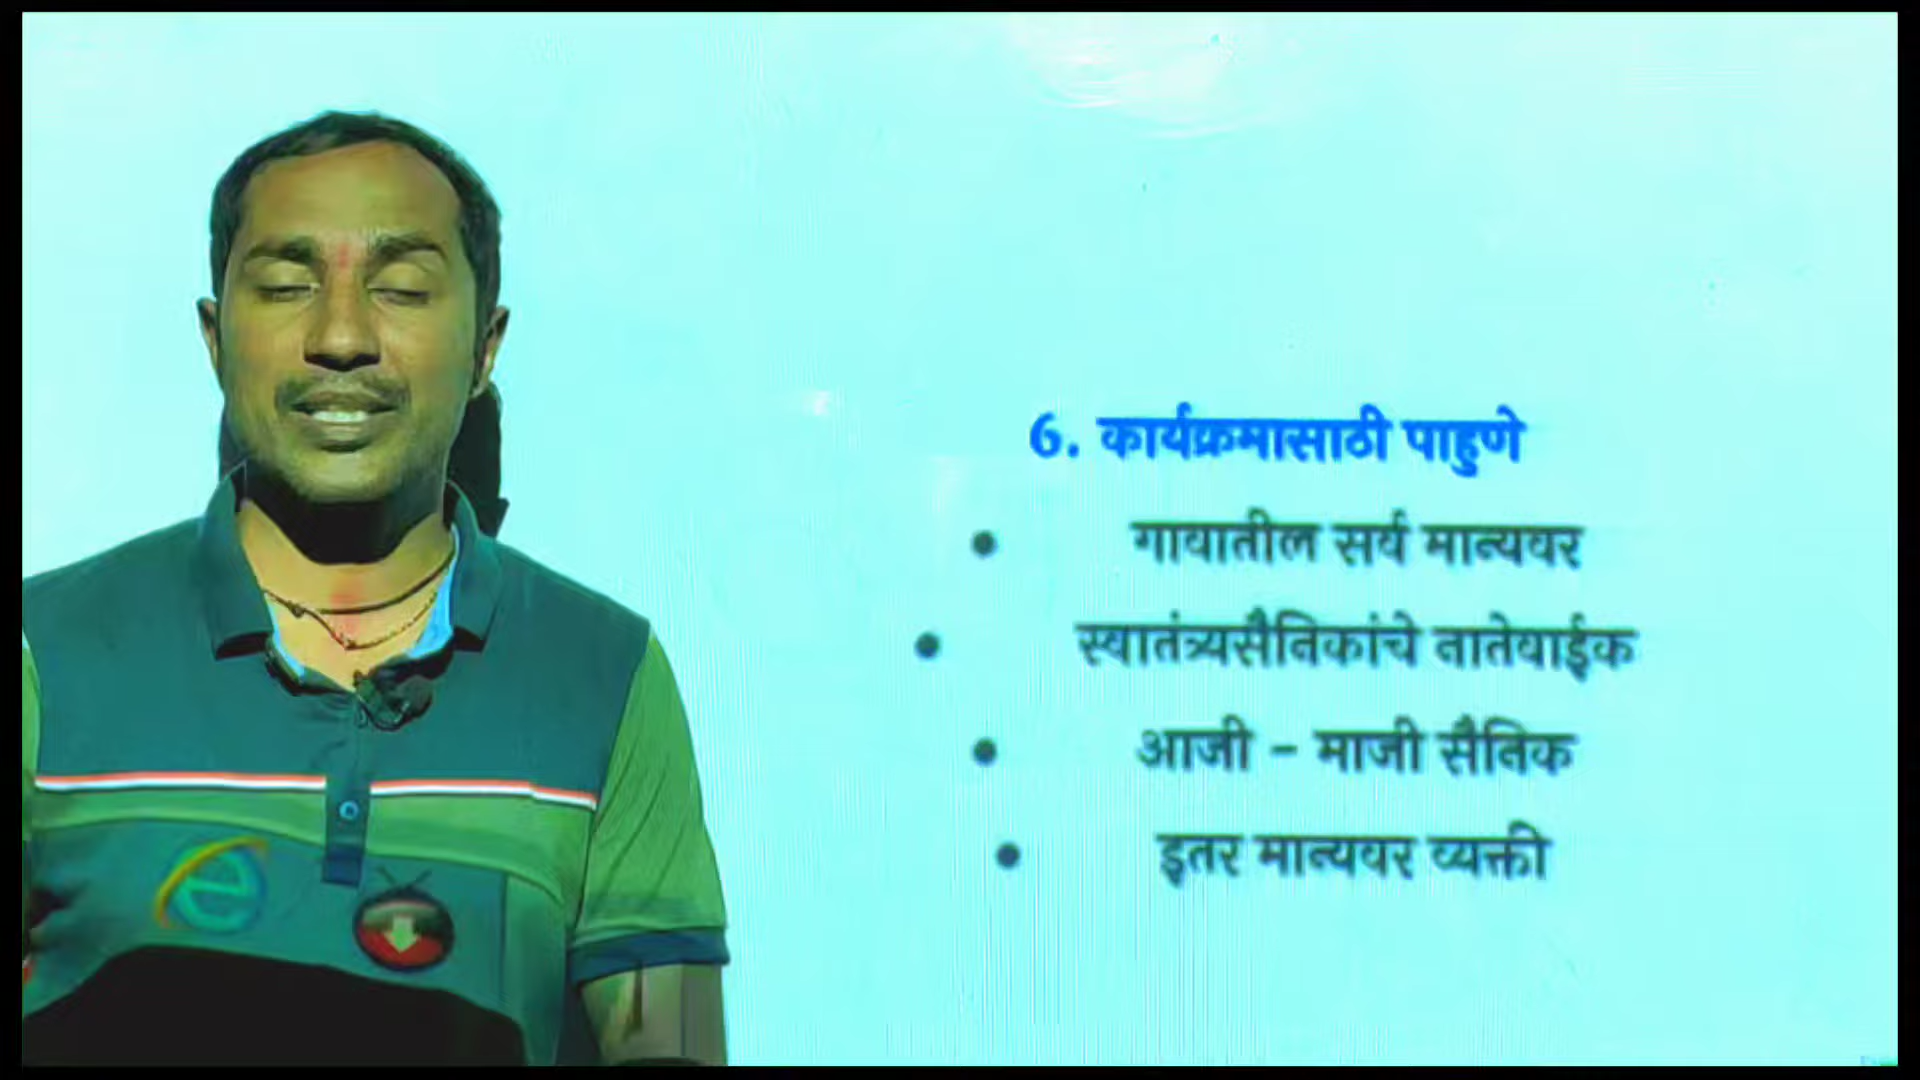 6. कार्यक्रमासाठी पाहुणे
• गावातील सर्व मान्यवर
• स्वातंत्र्यसैनिकांचे नातेवाईक
• आजी - माजी सैनिक
• इतर मान्यवर व्यक्ती